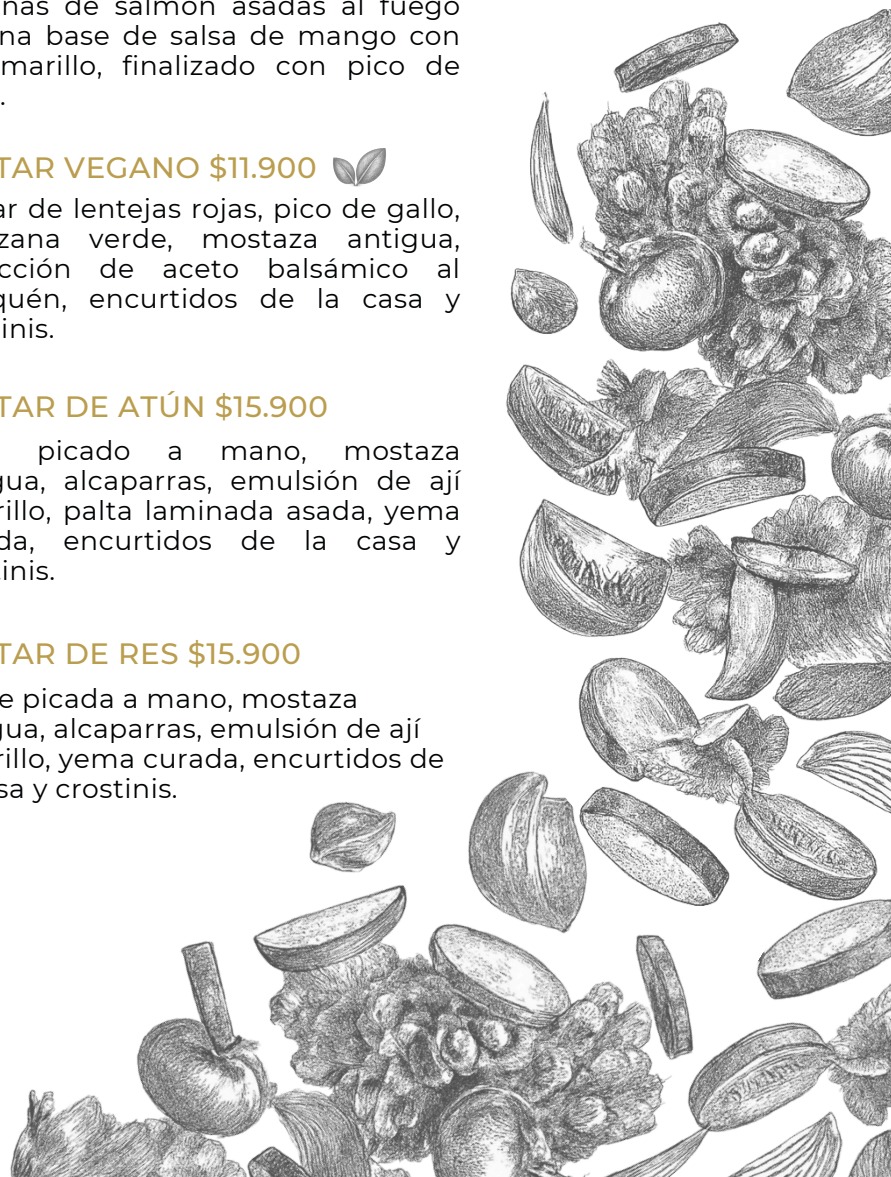 nas de salmón asadas al fuego
na base de salsa de mango con
marillo, finalizado con pico de
.
TAR VEGANO $11.900
ar de lentejas rojas, pico de gallo,
zana verde, mostaza antigua,
cción de aceto balsámico al
quén, encurtidos de la casa y
inis.
TAR DE ATÚN $15.900
picado a mano, mostaza
gua, alcaparras, emulsión de ají
rillo, palta laminada asada, yema
da, encurtidos de la casa y
inis.
TAR DE RES $15.900
e picada a mano, mostaza
gua, alcaparras, emulsión de ají
rillo, yema curada, encurtidos de
sa y crostinis.